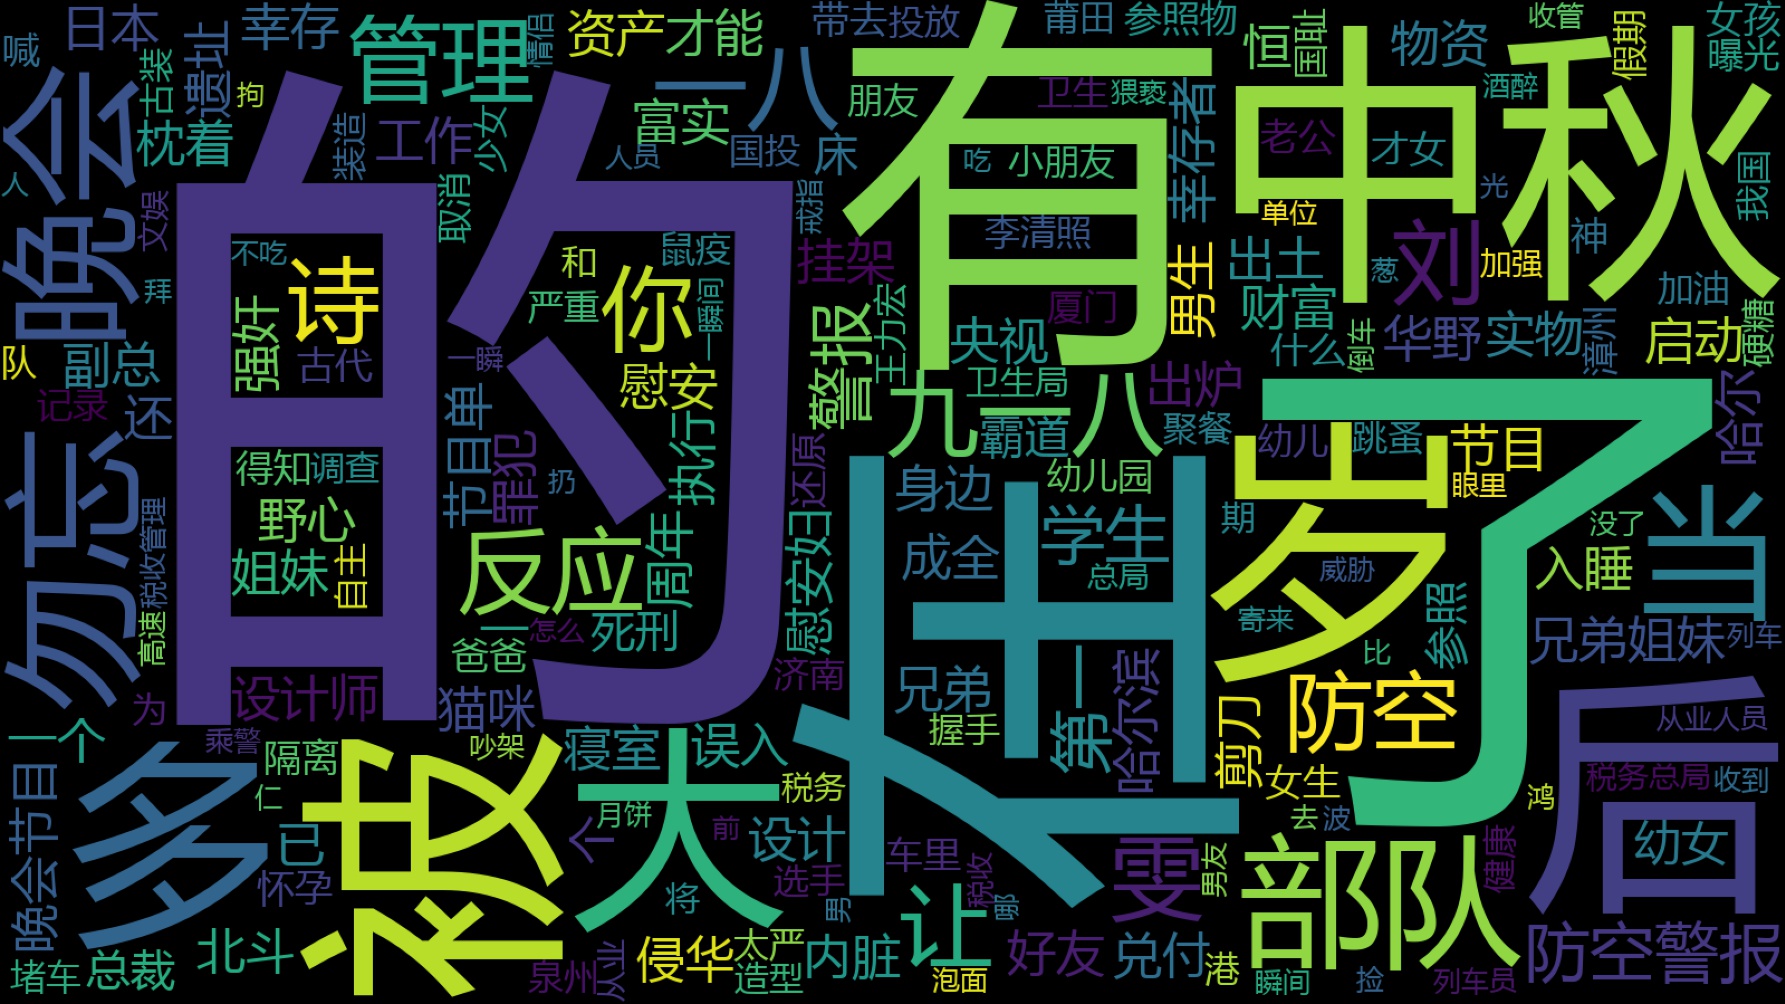 喊
日本
幸存
管理
情侣
资产
才能
一八
带去
投放
莆田
参照物
有
中秋
恒
国耻
物资
收管
假期
女孩
曝光
酒醉
古装
遗址
拘
枕着
晚会
人
装造
工作
少女
富实
人员
国投
床
朋友
卫生
猥亵
幸存者
吃
小朋友
李清照
老公
才女
光
我国
单位
神
文娱
取消
戒指
的
不吃
诗
和
鼠疫
严重
你
一瞬间
挂架
男生
出土
刘
葱
加强
加油
财富
拜
强奸
古代
一瞬
慰安
警报
王力宏
央视
厦门
什么
倒车
华野
实物
漳州
启动
硬糖
队
副总
记录
还
节目单
罪犯
扔
执行
还原
九一八
卫生局
霸道
出炉
聚餐
幼儿
跳蚤
节目
眼里
哈尔
得知
调查
野心
姐妹
自主
勿忘
税收管理
高速
反应
周年
慰安妇
身边
幼儿园
岁
了
期
没了
当
在
成全
学生
总局
威胁
入睡
爸爸
怎么
死刑
寄来
参照
比
兄弟姐妹
列车
为
设计师
猫咪
济南
兄弟
握手
第一
哈尔滨
剪刀
防空
后
从业人员
一个
乘警
隔离
仁
吵架
寝室
误入
税务
女生
鸿
税务总局
收到
多
被
大
月饼
前
个
设计
去
波
晚会节目
已
怀孕
将
选手
车里
税收
雯
男友
部队
健康
幼女
男
让
堵车
总裁
北斗
泉州
从业
侵华
太严
造型
内脏
泡面
好友
兑付
港
瞬间
捡
列车员
防空警报